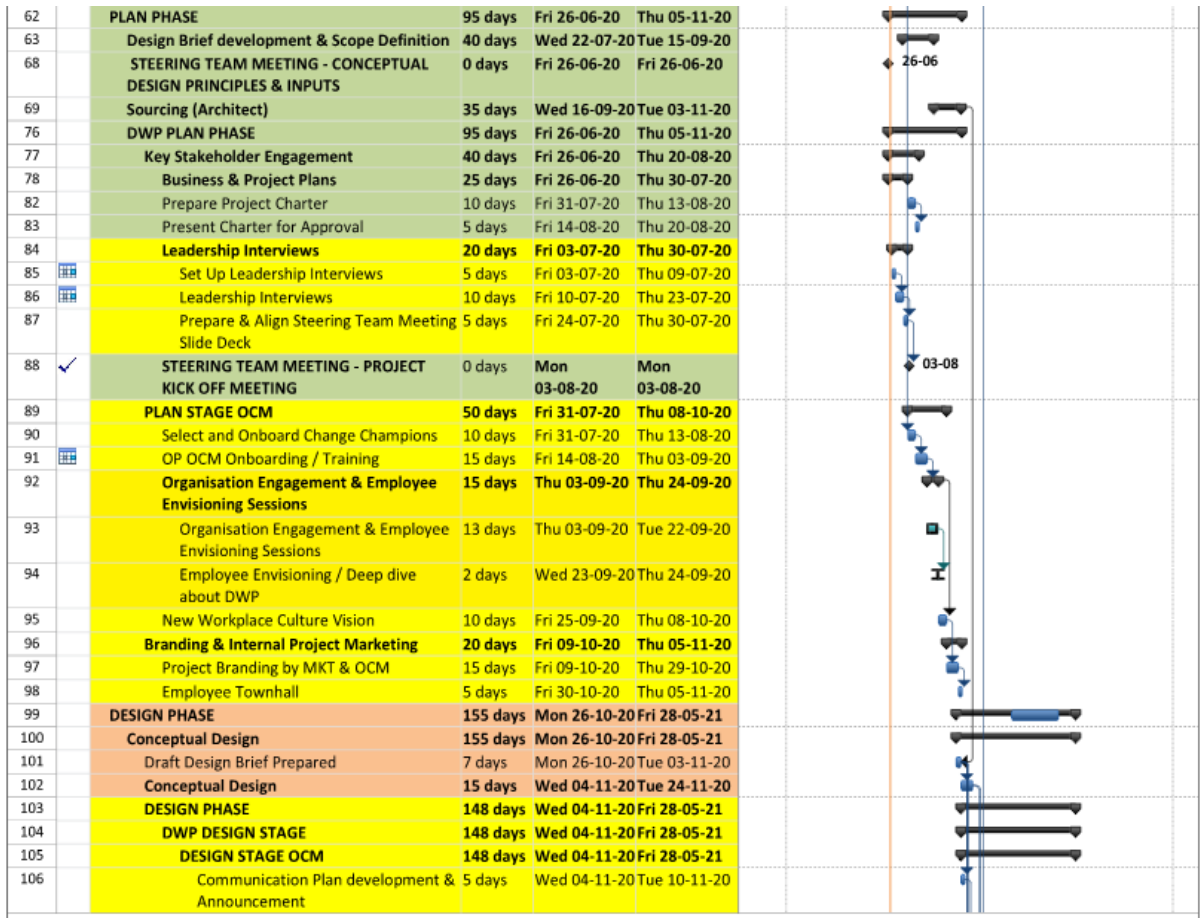 62 PLAN PHASE 95 days Fri 26-06-20 Thu 05-11-20
63 Design Brief development & Scope Definition 40 days Wed 22-07-20 Tue 15-09-20
68 STEERING TEAM MEETING - CONCEPTUAL 0 days Fri 26-06-20 Fri 26-06-20 26-06
DESIGN PRINCIPLES & INPUTS
69 Sourcing (Architect) 35 days Wed 16-09-20 Tue 03-11-20
76 DWP PLAN PHASE 95 days Fri 26-06-20 Thu 05-11-20
77 Key Stakeholder Engagement 40 days Fri 26-06-20 Thu 20-08-20
78 Business & Project Plans 25 days Fri 26-06-20 Thu 30-07-20
82 Prepare Project Charter 10 days Fri 31-07-20 Thu 13-08-20
83 Present Charter for Approval 5 days Fri 14-08-20 Thu 20-08-20
84 Leadership Interviews 20 days Fri 03-07-20 Thu 30-07-20
85 Set Up Leadership Interviews 5 days Fri 03-07-20 Thu 09-07-20
86 Leadership Interviews 10 days Fri 10-07-20 Thu 23-07-20
87 Prepare & Align Steering Team Meeting 5 days Fri 24-07-20 Thu 30-07-20
Slide Deck
88 STEERING TEAM MEETING - PROJECT 0 days Mon Mon 03-08
KICK OFF MEETING 03-08-20 03-08-20
89 PLAN STAGE OCM 50 days Fri 31-07-20 Thu 08-10-20
90 Select and Onboard Change Champions 10 days Fri 31-07-20 Thu 13-08-20
91 OP OCM Onboarding / Training 15 days Fri 14-08-20 Thu 03-09-20
92 Organisation Engagement & Employee 15 days Thu 03-09-20 Thu 24-09-20
Envisioning Sessions
93 Organisation Engagement & Employee 13 days Thu 03-09-20 Tue 22-09-20
Envisioning Sessions
94 Employee Envisioning / Deep dive 2 days Wed 23-09-20 Thu 24-09-20
about DWP
95 New Workplace Culture Vision 10 days Fri 25-09-20 Thu 08-10-20
96 Branding & Internal Project Marketing 20 days Fri 09-10-20 Thu 05-11-20
97 Project Branding by MKT & OCM 15 days Fri 09-10-20 Thu 29-10-20
98 Employee Townhall 5 days Fri 30-10-20 Thu 05-11-20
99 DESIGN PHASE 155 days Mon 26-10-20 Fri 28-05-21
100 Conceptual Design 155 days Mon 26-10-20 Fri 28-05-21
101 Draft Design Brief Prepared 7 days Mon 26-10-20 Tue 03-11-20
102 Conceptual Design 15 days Wed 04-11-20 Tue 24-11-20
103 DESIGN PHASE 148 days Wed 04-11-20 Fri 28-05-21
104 DWP DESIGN STAGE 148 days Wed 04-11-20 Fri 28-05-21
105 DESIGN STAGE OCM 148 days Wed 04-11-20 Fri 28-05-21
106 Communication Plan development & 5 days Wed 04-11-20 Tue 10-11-20
Announcement